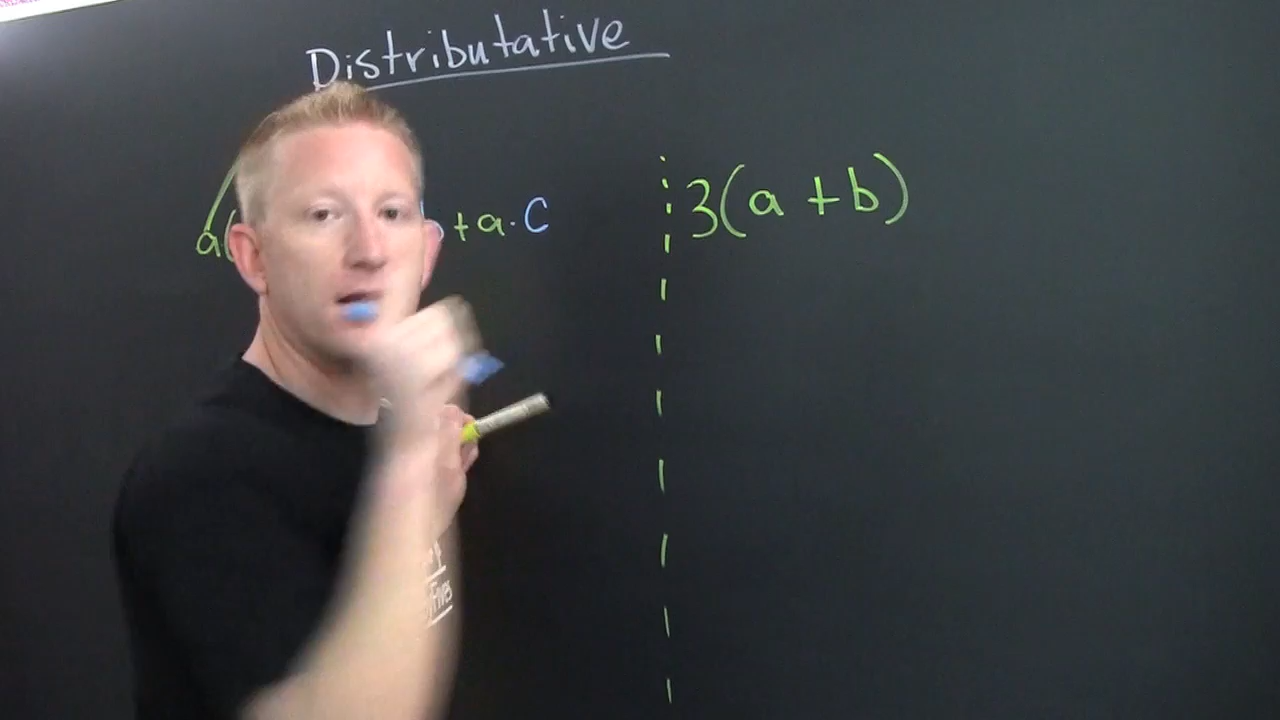 Distributative
a( + a · C
3(a + b)